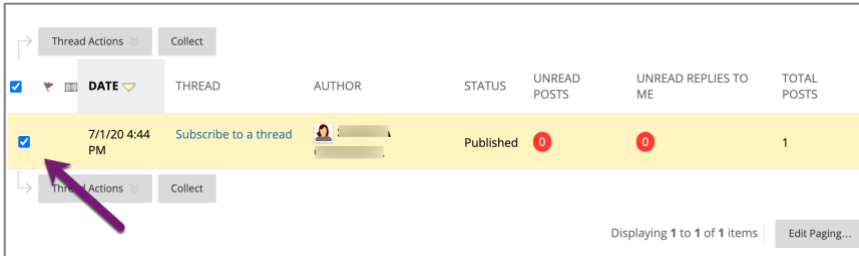 Thread Actions Collect
DATE THREAD AUTHOR STATUS UNREAD POSTS UNREAD REPLIES TO ME TOTAL POSTS
7/1/20 4:44 PM Subscribe to a thread Published 0 0 1
Thread Actions Collect
Displaying 1 to 1 of 1 items Edit Paging...